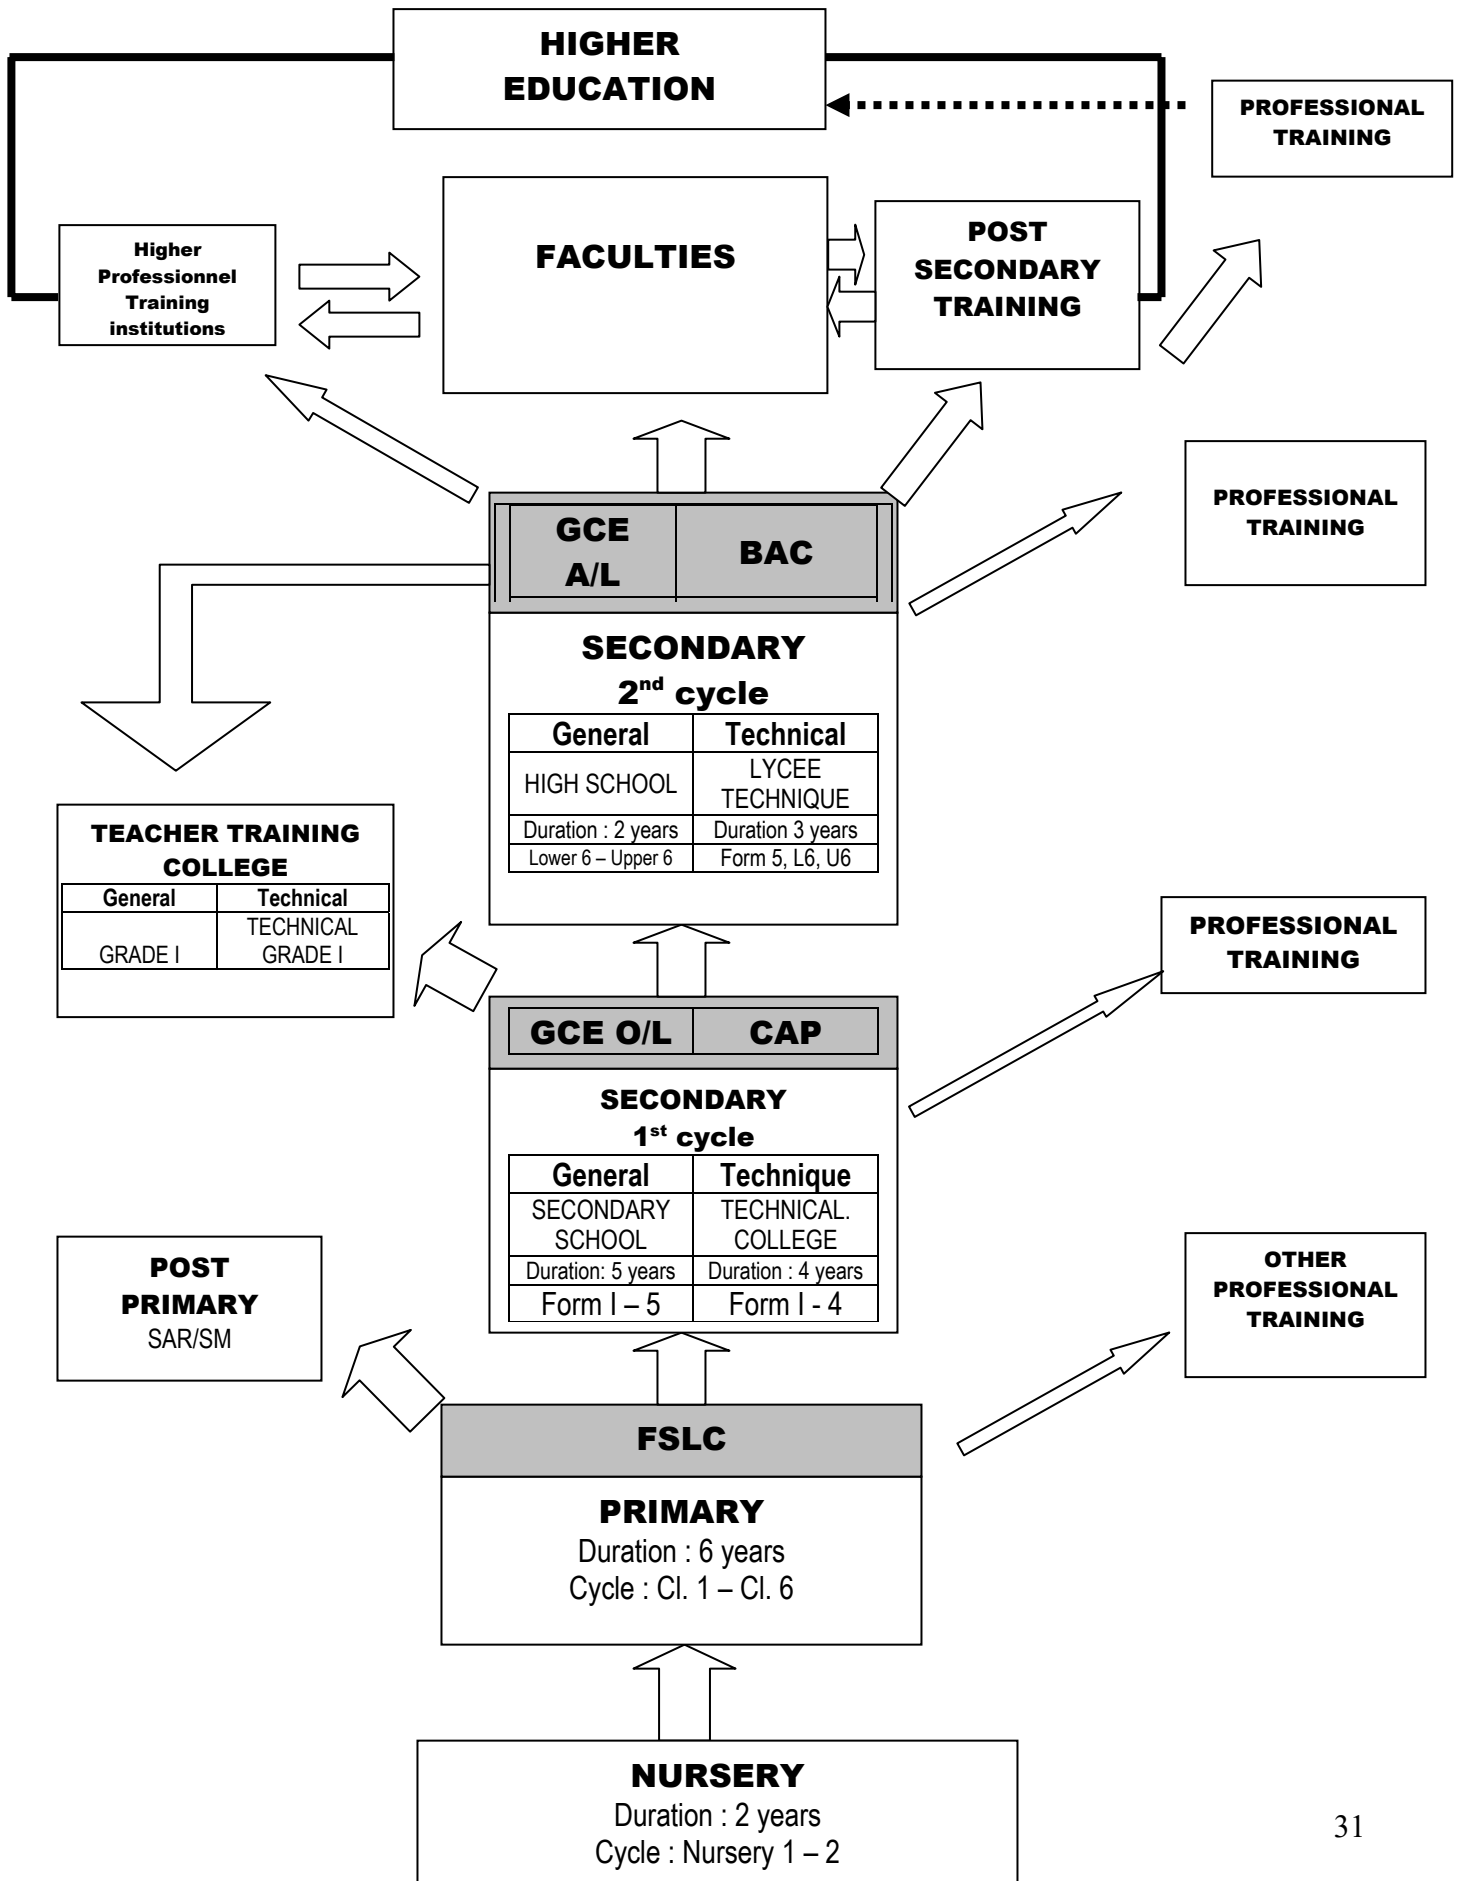 HIGHER
EDUCATION
PROFESSIONAL
TRAINING
Higher
Professionnel
Training
institutions
FACULTIES
POST
SECONDARY
TRAINING
PROFESSIONAL
TRAINING
GCE
A/L
BAC
SECONDARY
2nd cycle
General
Technical
HIGH SCHOOL
LYCEE
TECHNIQUE
Duration : 2 years
Duration 3 years
Lower 6 – Upper 6
Form 5, L6, U6
TEACHER TRAINING
COLLEGE
General
Technical
GRADE I
TECHNICAL
GRADE I
PROFESSIONAL
TRAINING
GCE O/L
CAP
SECONDARY
1st cycle
General
Technique
SECONDARY
SCHOOL
TECHNICAL.
COLLEGE
Duration: 5 years
Duration : 4 years
Form I – 5
Form I - 4
POST
PRIMARY
SAR/SM
OTHER
PROFESSIONAL
TRAINING
FSLC
PRIMARY
Duration : 6 years
Cycle : Cl. 1 – Cl. 6
NURSERY
Duration : 2 years
Cycle : Nursery 1 – 2
31